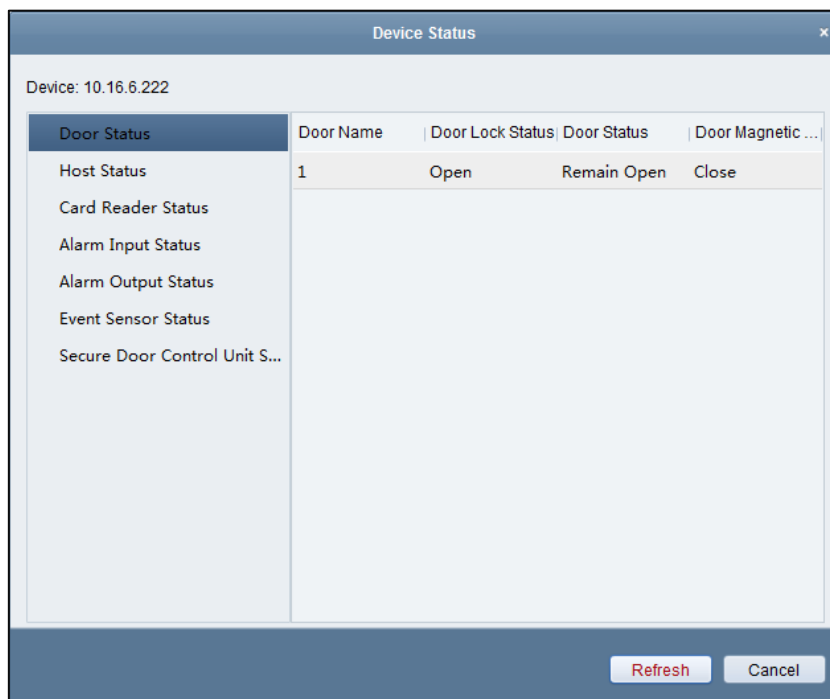 Device Status ×
Device: 10.16.6.222
Door Status
Host Status
Card Reader Status
Alarm Input Status
Alarm Output Status
Event Sensor Status
Secure Door Control Unit S...
Door Name Door Lock Status Door Status Door Magnetic ...
1 Open Remain Open Close
Refresh Cancel